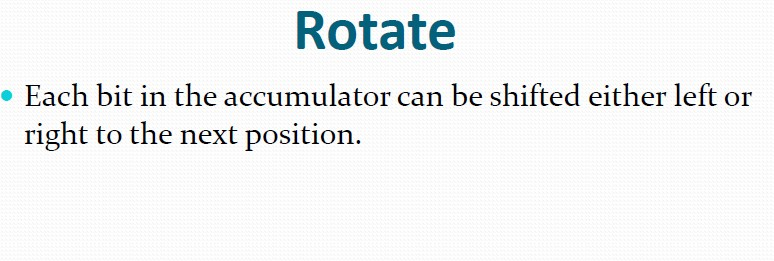 Rotate
• Each bit in the accumulator can be shifted either left or
right to the next position.